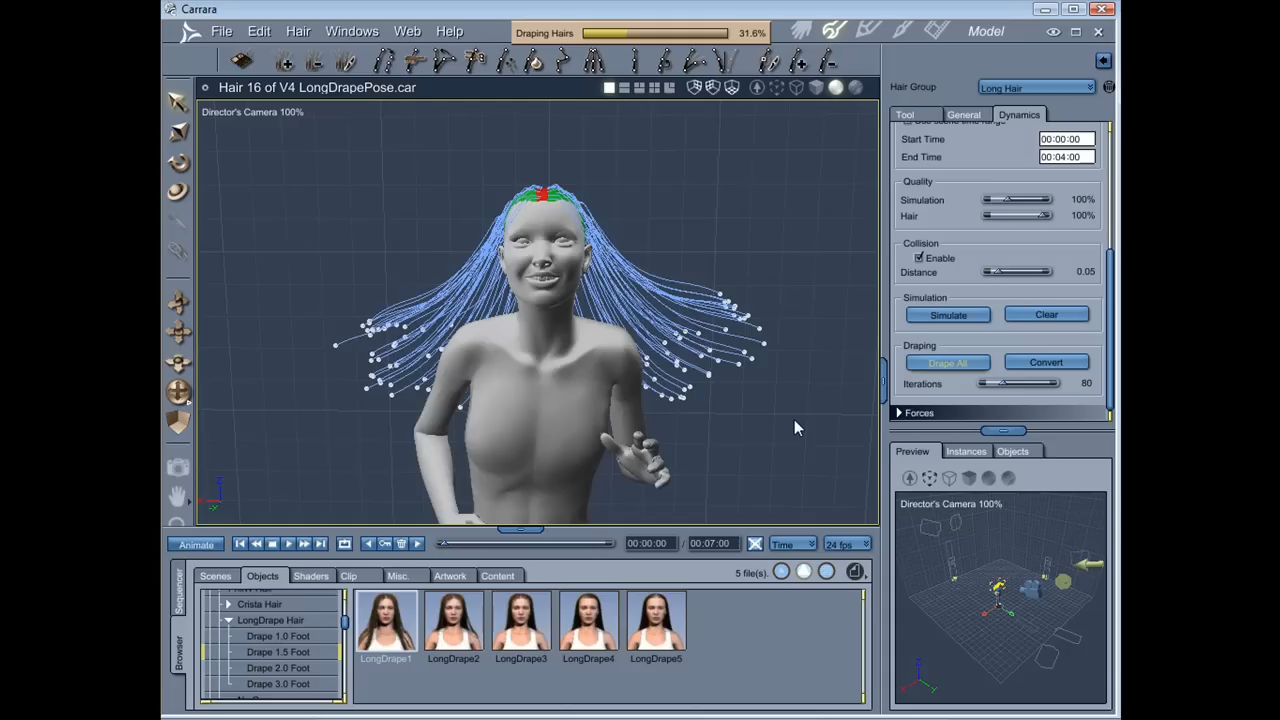 Carrara
File Edit Hair Windows Web Help
Draping Hairs 31.6%
Model
Hair 16 of V4 LongDrapePose.car
Director's Camera 100%
Hair Group Long Hair
Tool General Dynamics
Start Time 00:00:00
End Time 00:04:00
Quality
Simulation 100%
Hair 100%
Collision
Enable
Distance 0.05
Simulation
Simulate Clear
Draping
Drape All Convert
Iterations 80
Forces
Preview Instances Objects
Director's Camera 100%
Animate 00:00:00 / 00:07:00 Time 24 fps
Sequencer
Browser
Scenes Objects Shaders Clip Misc. Artwork Content 5 file(s).
Crista Hair
LongDrape Hair
Drape 1.0 Foot
Drape 1.5 Foot
Drape 2.0 Foot
Drape 3.0 Foot
LongDrape1 LongDrape2 LongDrape3 LongDrape4 LongDrape5